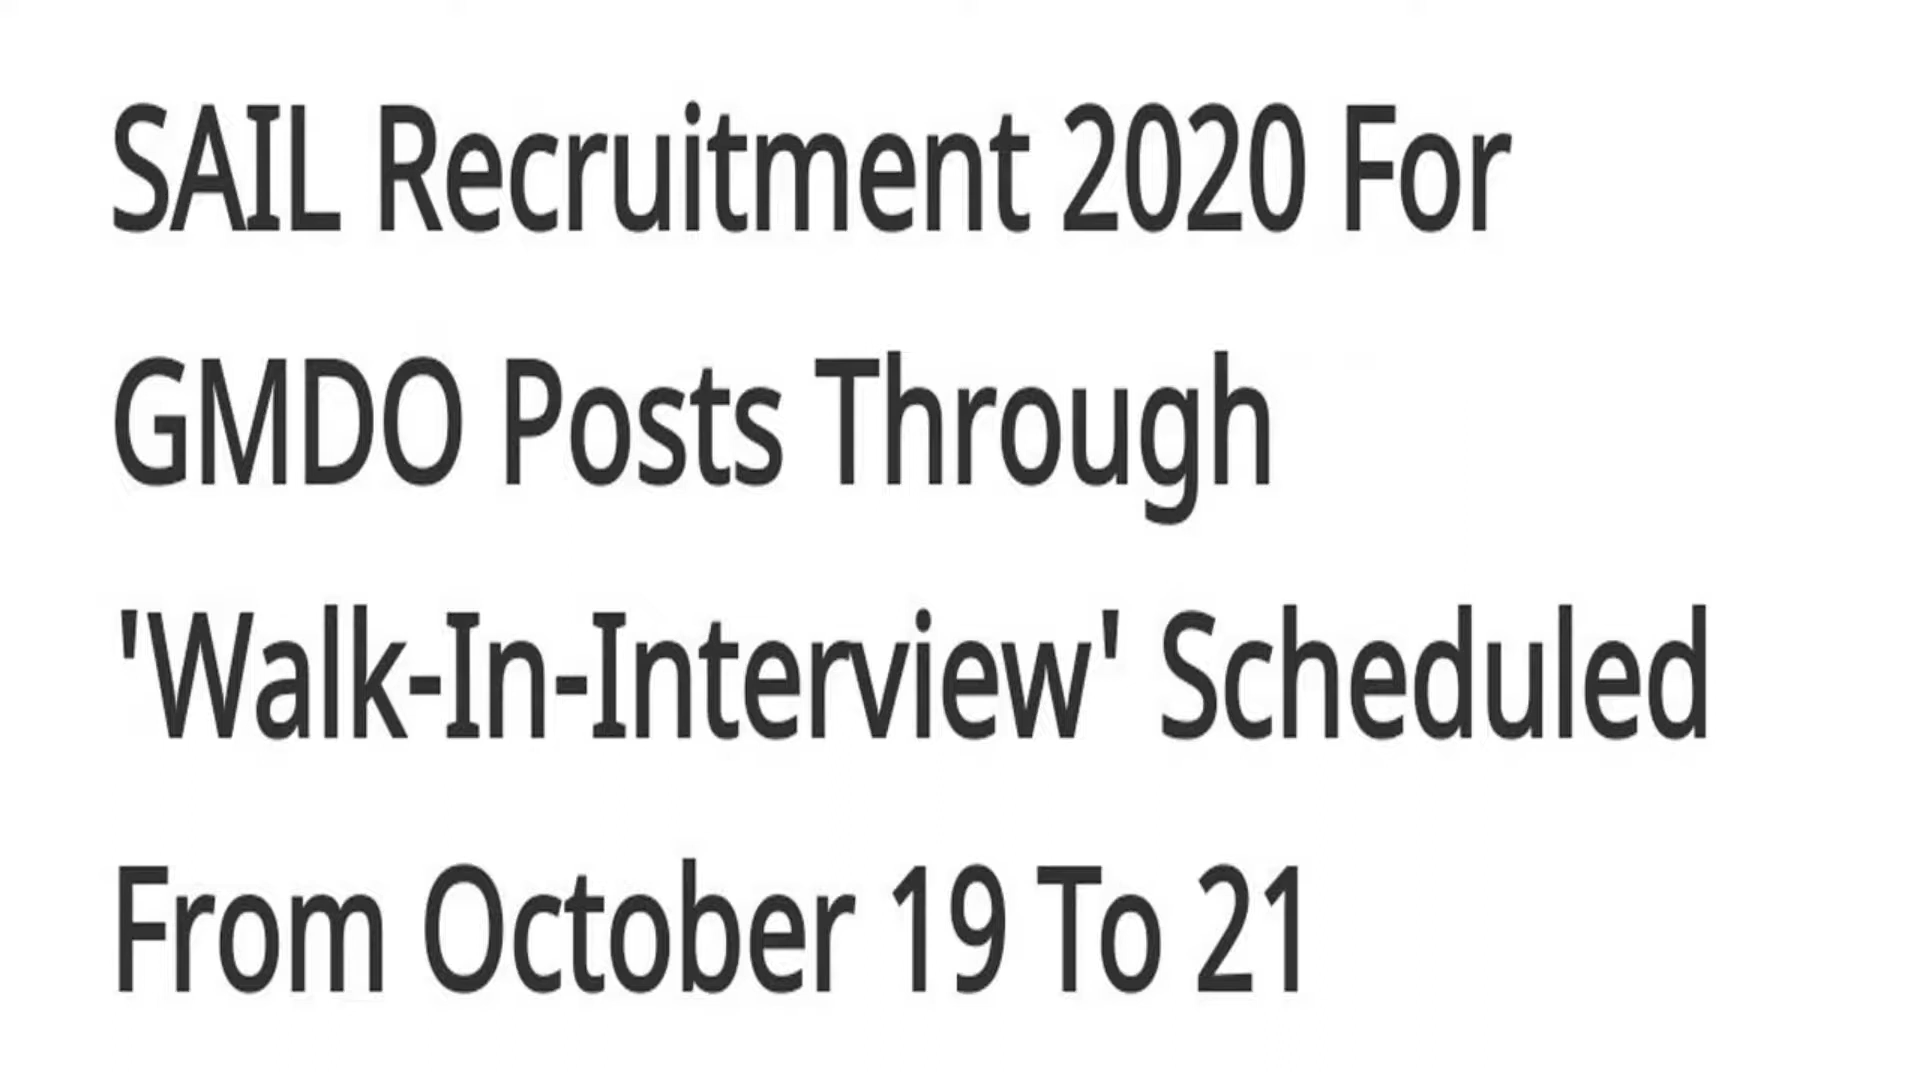 SAIL Recruitment 2020 For
GMDO Posts Through
'Walk-In-Interview' Scheduled
From October 19 To 21